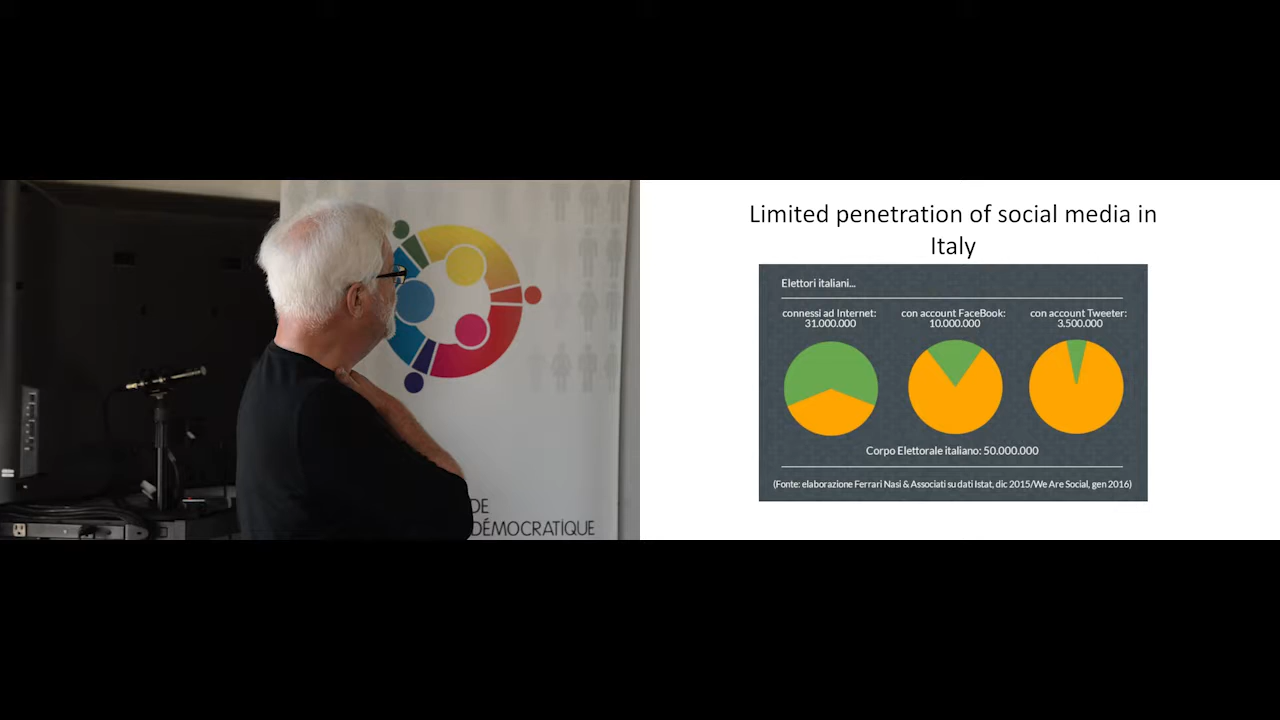 DE
DÉMOCRATIQUE
Limited penetration of social media in
Italy
Elettori italiani...
connessi ad Internet:
31.000.000
con account FaceBook:
10.000.000
con account Tweeter:
3.500.000
Corpo Elettorale italiano: 50.000.000
(Fonte: elaborazione Ferrari Nasi & Associati su dati Istat, dic 2015/We Are Social, gen 2016)